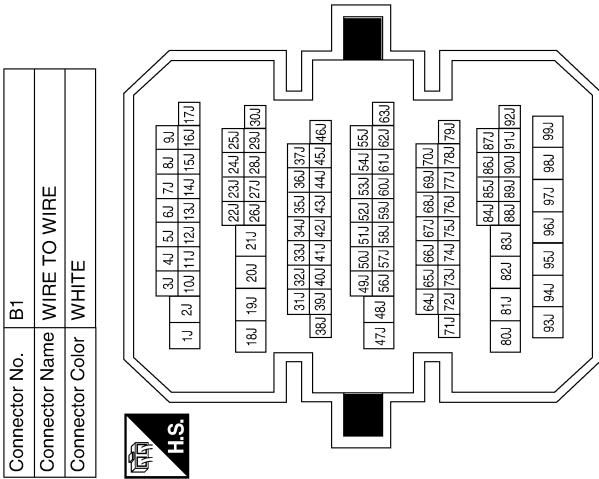 Connector No. B1
Connector Name WIRE TO WIRE
Connector Color WHITE
H.S.
3J 4J 5J 6J 7J 8J 9J
1J 2J 10J 11J 12J 13J 14J 15J 16J 17J
22J 23J 24J 25J
18J 19J 20J 21J 26J 27J 28J 29J 30J
31J 32J 33J 34J 35J 36J 37J
38J 39J 40J 41J 42J 43J 44J 45J 46J
49J 50J 51J 52J 53J 54J 55J
47J 48J 56J 57J 58J 59J 60J 61J 62J 63J
64J 65J 66J 67J 68J 69J 70J
71J 72J 73J 74J 75J 76J 77J 78J 79J
84J 85J 86J 87J
80J 81J 82J 83J 88J 89J 90J 91J 92J
93J 94J 95J 96J 97J 98J 99J